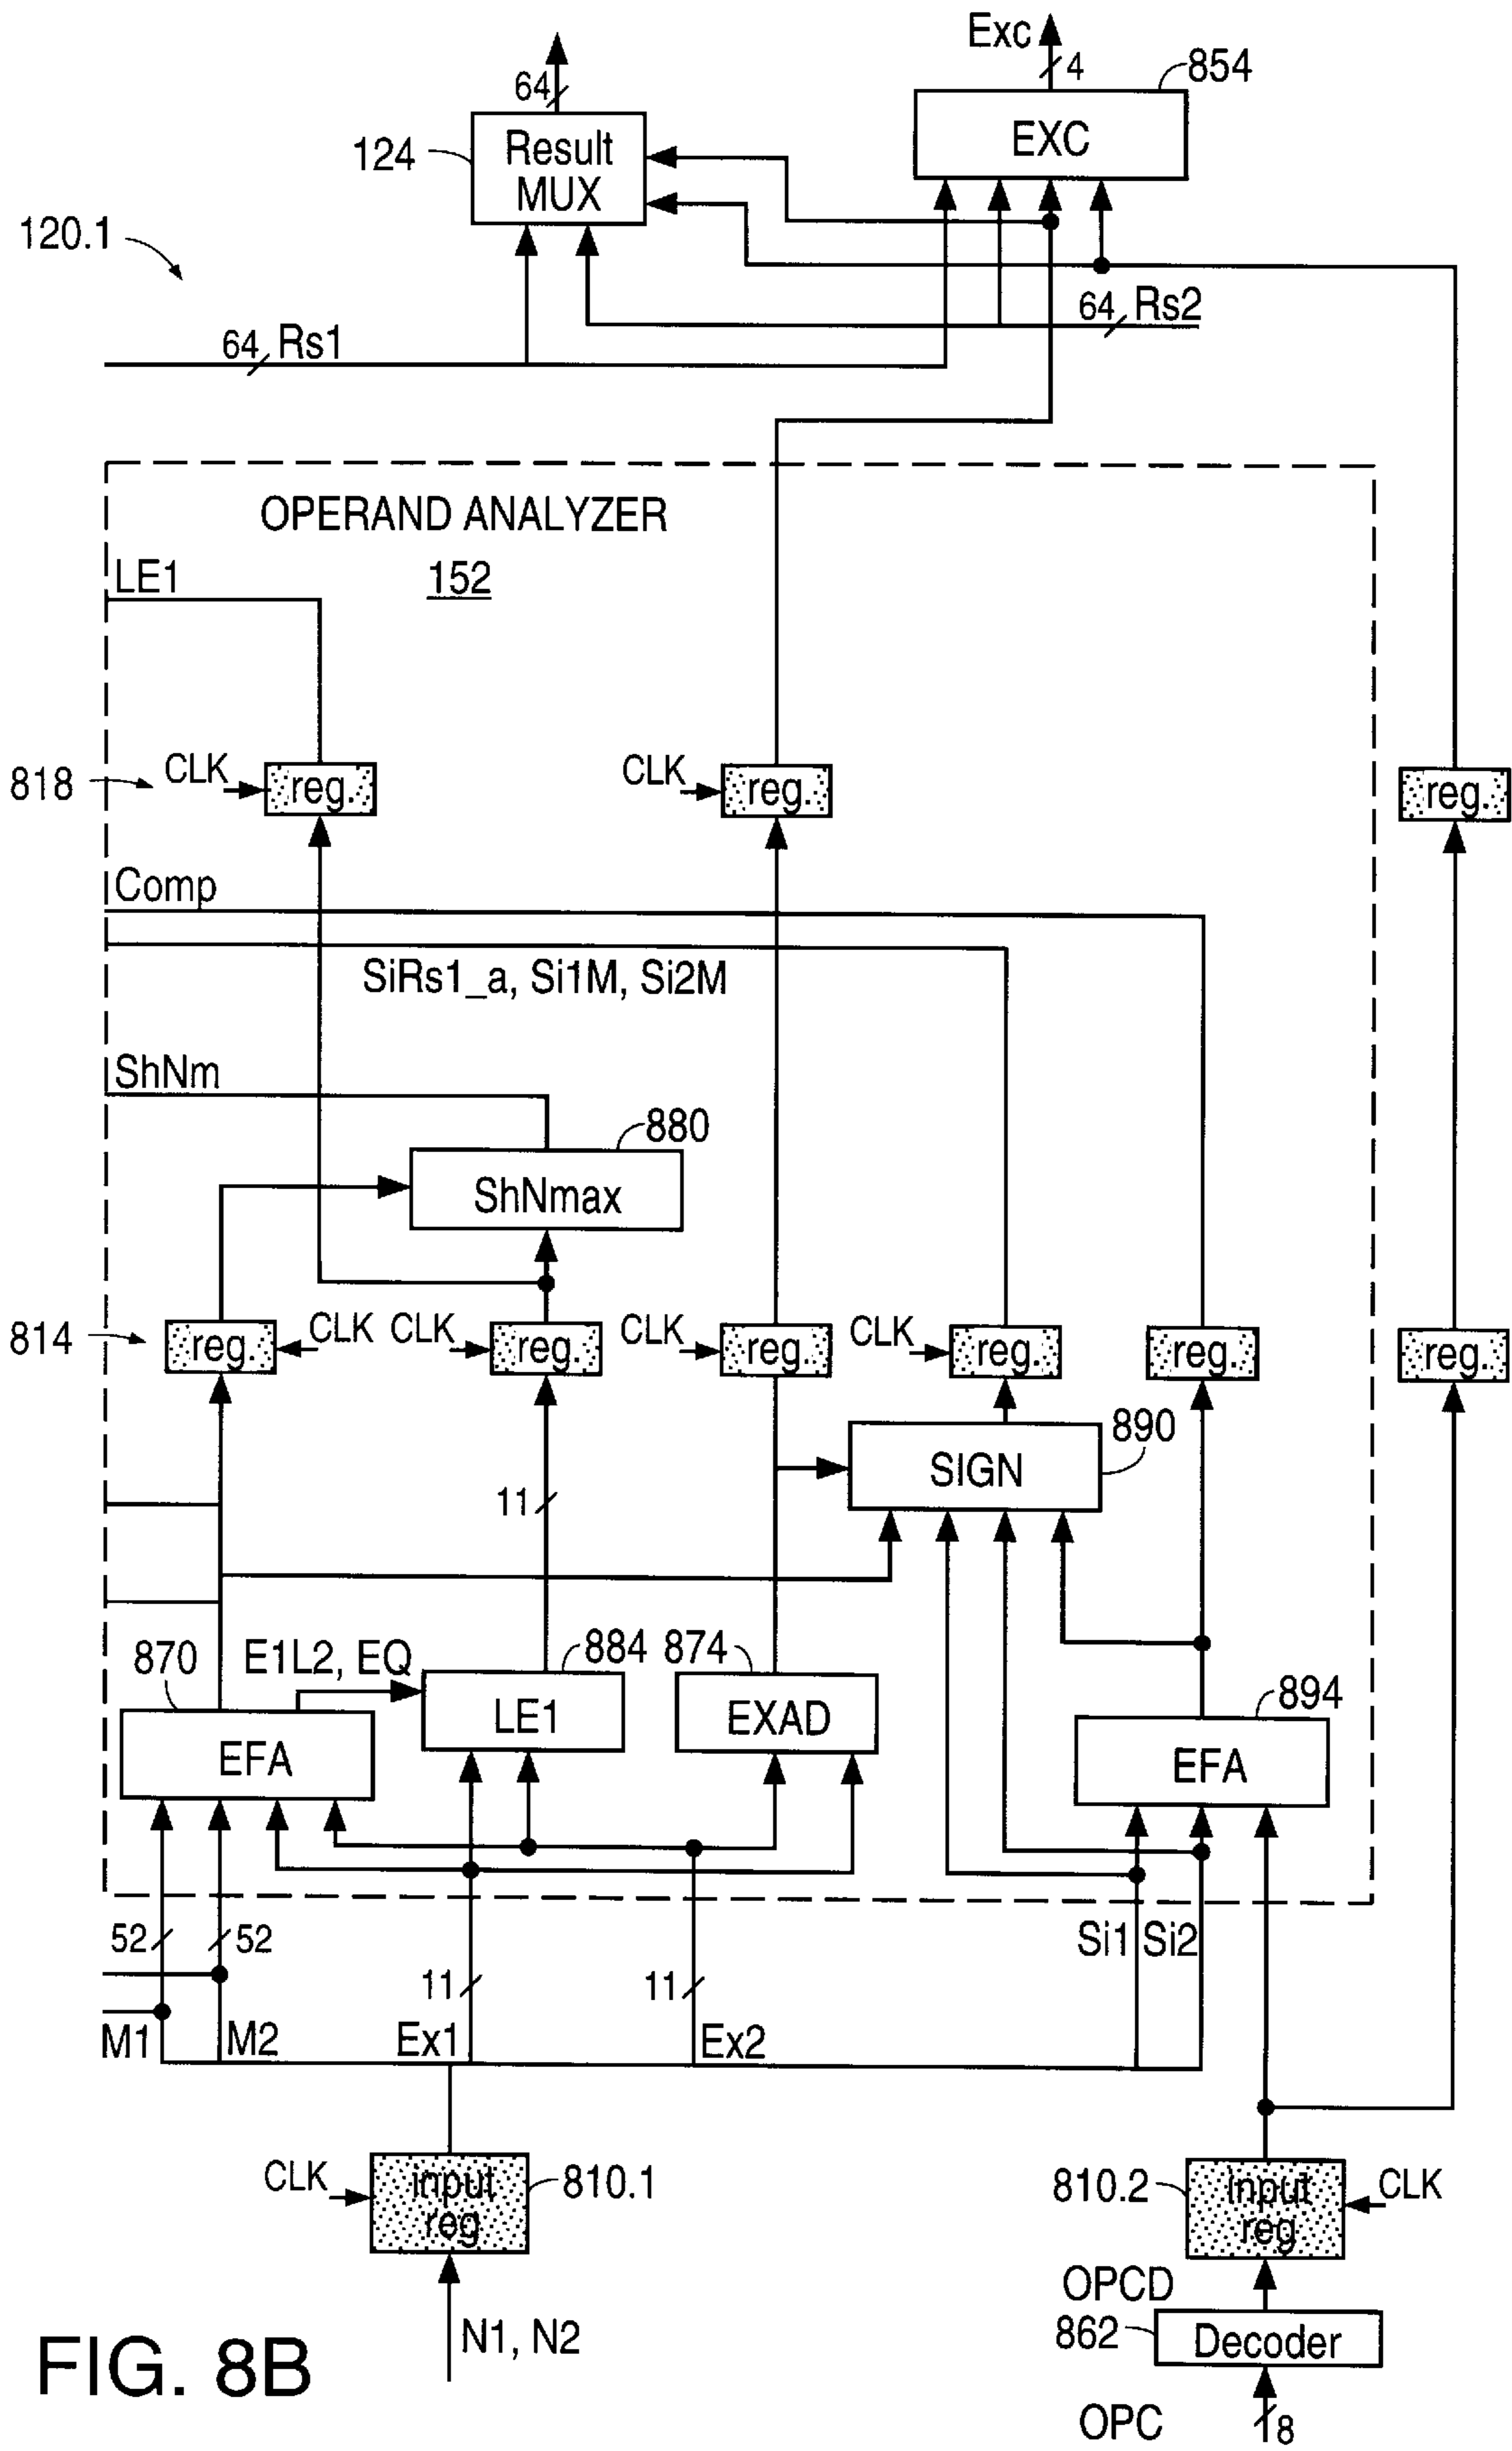 Exc
4
854
64
EXC
124
Result
MUX
120.1
64 Rs2
64 Rs1
OPERAND ANALYZER
152
LE1
818
CLK
reg.
CLK
reg.
reg.
Comp
SiRs1_a, Si1M, Si2M
ShNm
880
ShNmax
814
reg.
CLK
CLK
reg.
CLK
reg.
CLK
reg.
reg.
reg.
890
SIGN
11
870
E1L2, EQ
884
874
894
EFA
LE1
EXAD
EFA
52
52
Si1
Si2
11
11
M1
M2
Ex1
Ex2
CLK
input
reg
810.1
810.2
input
reg
CLK
OPCD
N1, N2
862
Decoder
OPC
8
FIG. 8B